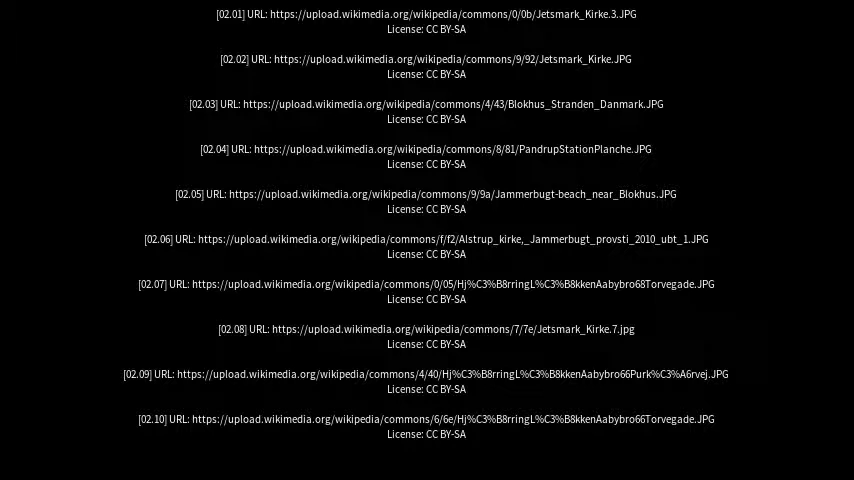 [02.01] URL: https://upload.wikimedia.org/wikipedia/commons/0/0b/Jetsmark_Kirke.3.JPG
License: CC BY-SA
[02.02] URL: https://upload.wikimedia.org/wikipedia/commons/9/92/Jetsmark_Kirke.JPG
License: CC BY-SA
[02.03] URL: https://upload.wikimedia.org/wikipedia/commons/4/43/Blokhus_Stranden_Danmark.JPG
License: CC BY-SA
[02.04] URL: https://upload.wikimedia.org/wikipedia/commons/8/81/PandrupStationPlanche.JPG
License: CC BY-SA
[02.05] URL: https://upload.wikimedia.org/wikipedia/commons/9/9a/Jammerbugt-beach_near_Blokhus.JPG
License: CC BY-SA
[02.06] URL: https://upload.wikimedia.org/wikipedia/commons/f/f2/Alstrup_kirke,_Jammerbugt_provsti_2010_ubt_1.JPG
License: CC BY-SA
[02.07] URL: https://upload.wikimedia.org/wikipedia/commons/0/05/Hj%C3%B8rringL%C3%B8kkenAabybro68Torvegade.JPG
License: CC BY-SA
[02.08] URL: https://upload.wikimedia.org/wikipedia/commons/7/7e/Jetsmark_Kirke.7.jpg
License: CC BY-SA
[02.09] URL: https://upload.wikimedia.org/wikipedia/commons/4/40/Hj%C3%B8rringL%C3%B8kkenAabybro66Purk%C3%A6rvej.JPG
License: CC BY-SA
[02.10] URL: https://upload.wikimedia.org/wikipedia/commons/6/6e/Hj%C3%B8rringL%C3%B8kkenAabybro66Torvegade.JPG
License: CC BY-SA